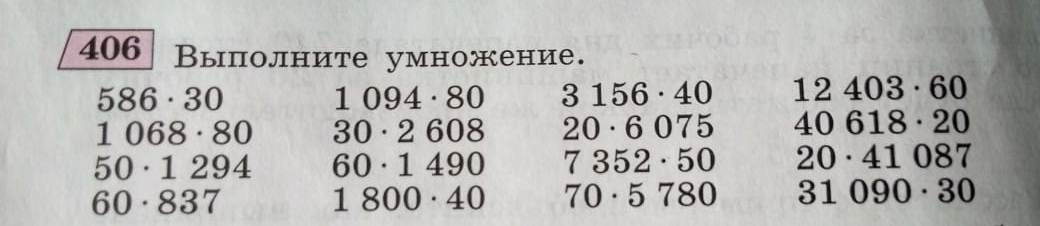 406 Выполните умножение.
586 · 30 1 094 · 80 3 156 · 40 12 403 · 60
1 068 · 80 30 · 2 608 20 · 6 075 40 618 · 20
50 · 1 294 60 · 1 490 7 352 · 50 20 · 41 087
60 · 837 1 800 · 40 70 · 5 780 31 090 · 30